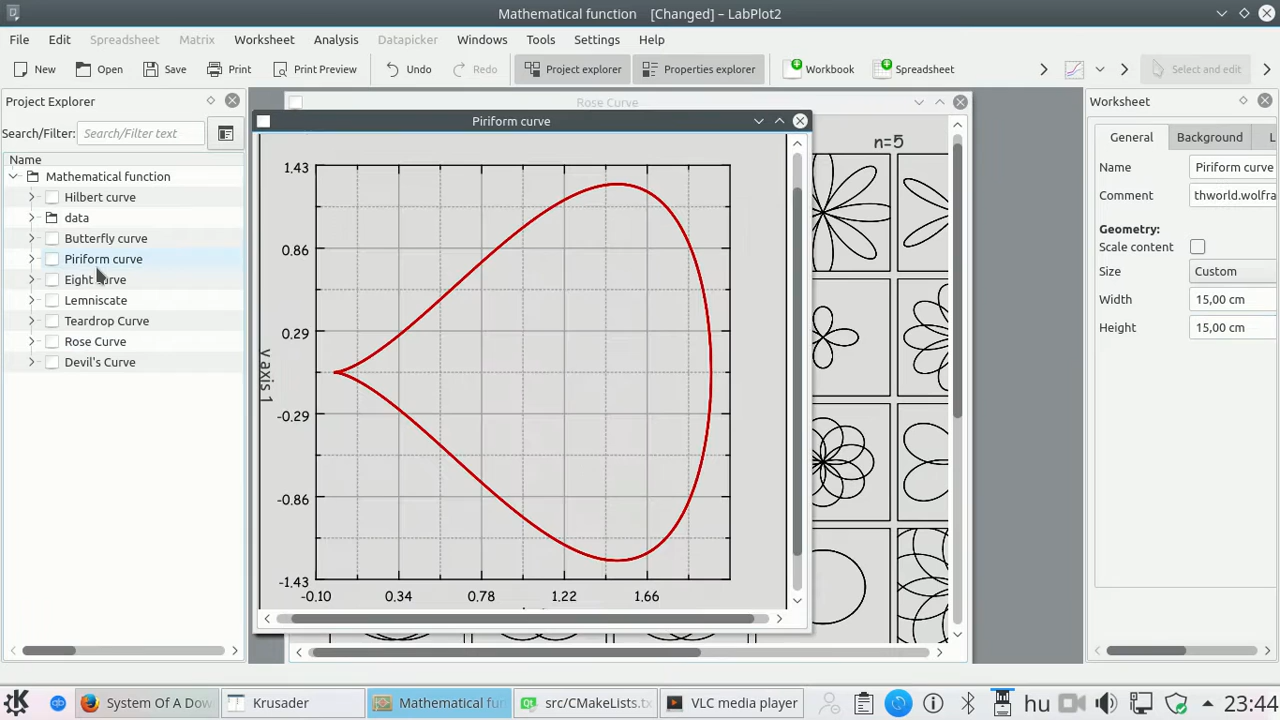 Mathematical function   [Changed] – LabPlot2
File Edit Spreadsheet Matrix Worksheet Analysis Datapicker Windows Tools Settings Help
New Open Save Print Print Preview Undo Redo Project explorer Properties explorer Workbook Spreadsheet Select and edit
Project Explorer
Search/Filter: Search/Filter text
Name
Mathematical function
Hilbert curve
data
Butterfly curve
Piriform curve
Eight curve
Lemniscate
Teardrop Curve
Rose Curve
Devil's Curve
Rose Curve
n=5
Piriform curve
1.43
0.86
0.29
-0.29
-0.86
-1.43
y axis 1
-0.10 0.34 0.78 1.22 1.66
Worksheet
General Background
Name Piriform curve
Comment thworld.wolfra
Geometry:
Scale content
Size Custom
Width 15,00 cm
Height 15,00 cm
System Of A Do Krusader Mathematical fu src/CMakeLists.tx VLC media player hu 23:44